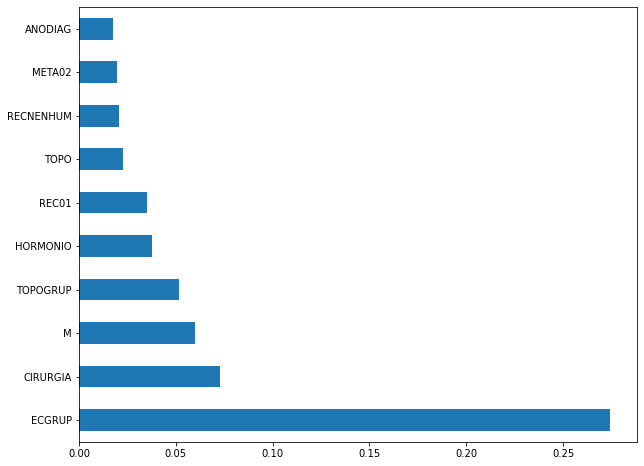 ANODIAG
META02
RECNENHUM
TOPO
REC01
HORMONIO
TOPOGRUP
M
CIRURGIA
ECGRUP
0.00 0.05 0.10 0.15 0.20 0.25